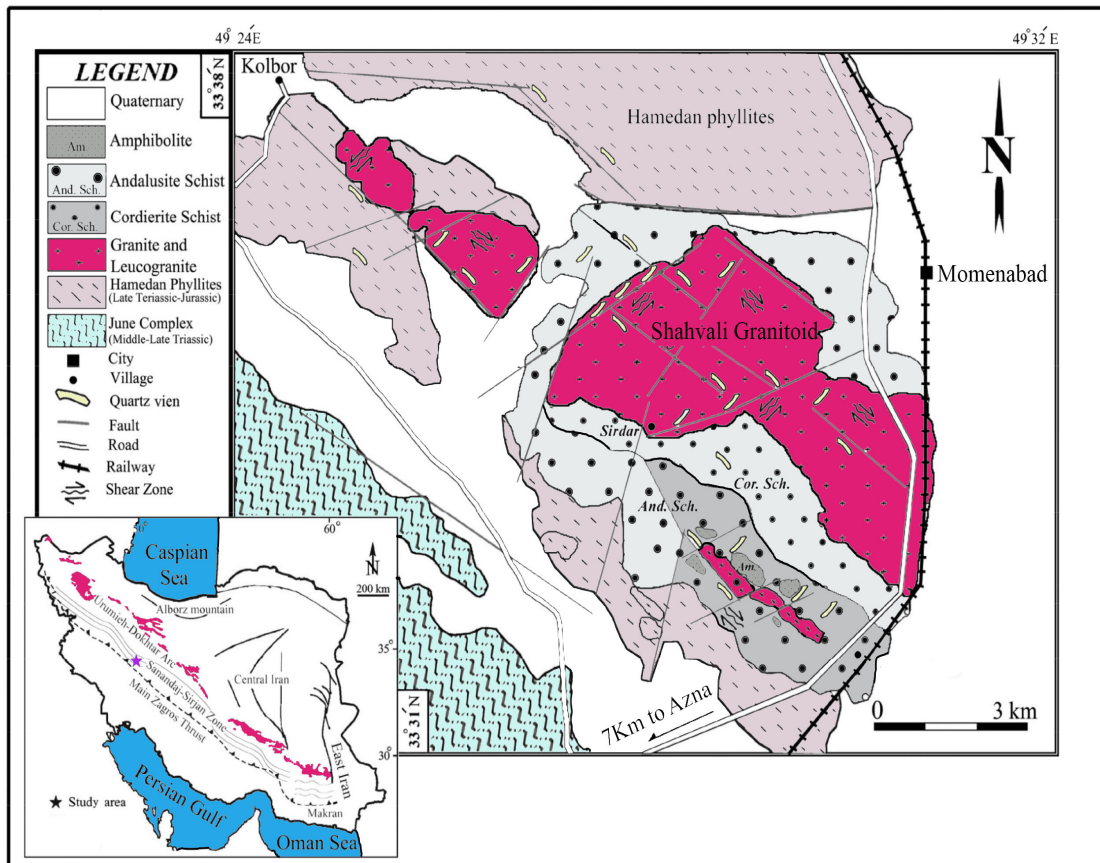 49° 24́ E
49° 32́ E
LEGEND
33° 38́ N
Quaternary
Am
Amphibolite
And. Sch.
Andalusite Schist
Cor. Sch.
Cordierite Schist
Granite and
Leucogranite
Hamedan Phyllites
(Late Teriassic-Jurassic)
June Complex
(Middle-Late Triassic)
City
Village
Quartz vien
Fault
Road
Railway
Shear Zone
Kolbor
Hamedan phyllites
N
Momenabad
Shahvali Granitoid
Sirdar
Cor. Sch.
And. Sch.
Am.
7Km to Azna
0 3 km
33° 31́ N
60°
Caspian
Sea
N
200 km
Alborz mountain
Urumieh-Dokhtar Arc
35°
Sanandaj-Sirjan Zone
Central Iran
Main Zagros Thrust
30°
East Iran
Persian Gulf
Makran
Oman Sea
Study area